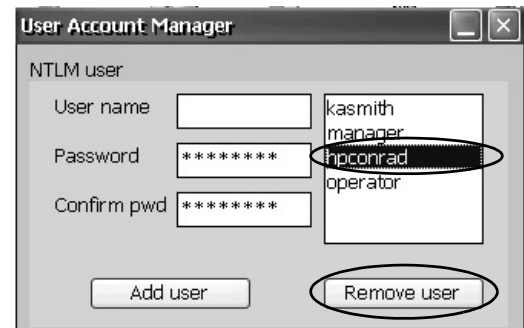 User Account Manager
NTLM user
User name
kasmith
manager
Password ********
hpconrad
operator
Confirm pwd ********
Add user Remove user